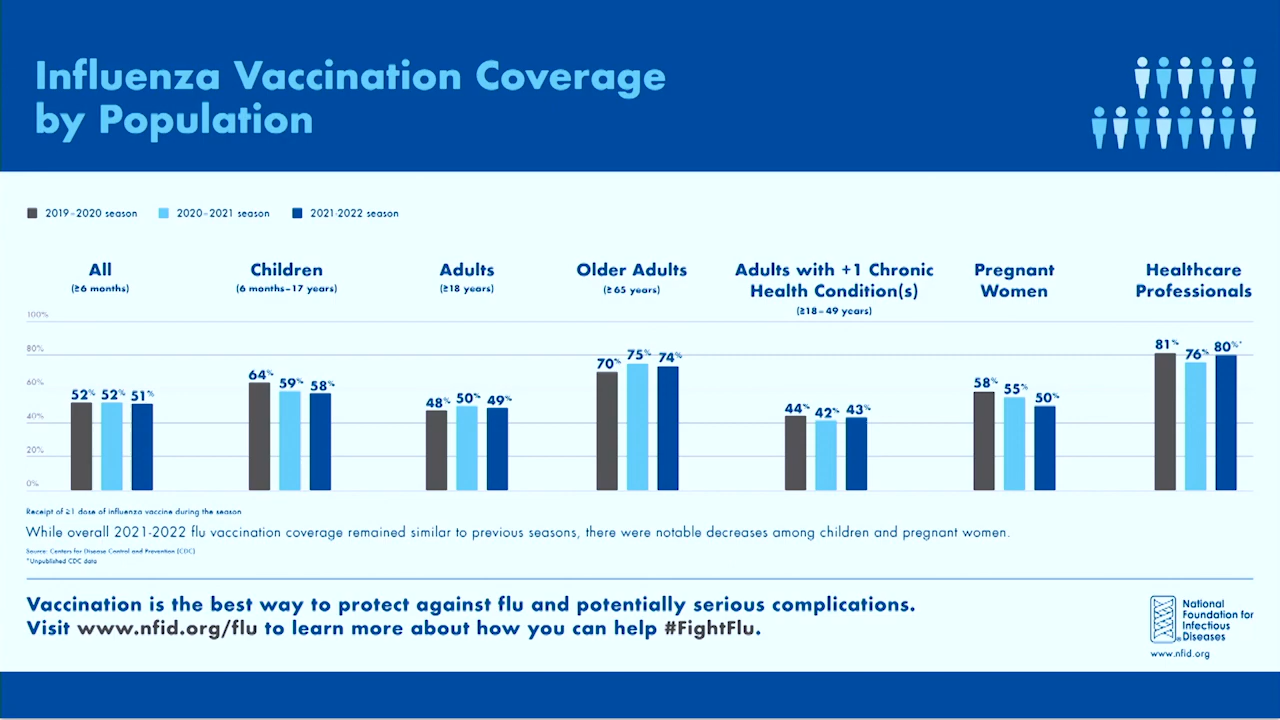 Influenza Vaccination Coverage
by Population
2019–2020 season
2020–2021 season
2021-2022 season
All
(≥6 months)
Children
(6 months–17 years)
Adults
(≥18 years)
Older Adults
(≥65 years)
Adults with +1 Chronic
Health Condition(s)
(≥18–49 years)
Pregnant
Women
Healthcare
Professionals
100%
80%
60%
40%
20%
0%
52% 52% 51%
64% 59% 58%
48% 50% 49%
70% 75% 74%
44% 42% 43%
58% 55% 50%
81% 76% 80%*
Receipt of ≥1 dose of influenza vaccine during the season
While overall 2021-2022 flu vaccination coverage remained similar to previous seasons, there were notable decreases among children and pregnant women.
Source: Centers for Disease Control and Prevention (CDC)
*Unpublished CDC data
Vaccination is the best way to protect against flu and potentially serious complications.
Visit www.nfid.org/flu to learn more about how you can help #FightFlu.
National
Foundation for
Infectious
® Diseases
www.nfid.org